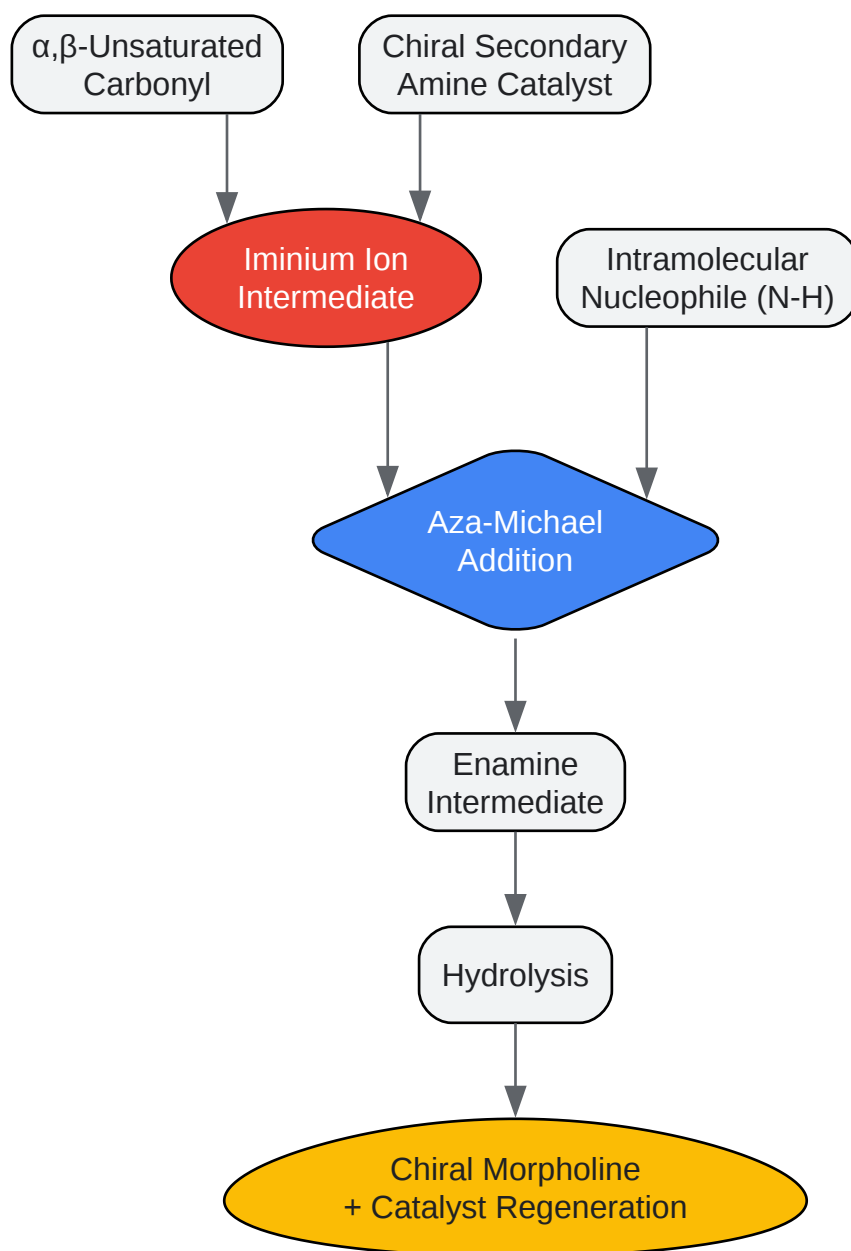 α,β-Unsaturated
Carbonyl
Chiral Secondary
Amine Catalyst
Iminium Ion
Intermediate
Intramolecular
Nucleophile (N-H)
Aza-Michael
Addition
Enamine
Intermediate
Hydrolysis
Chiral Morpholine
+ Catalyst Regeneration